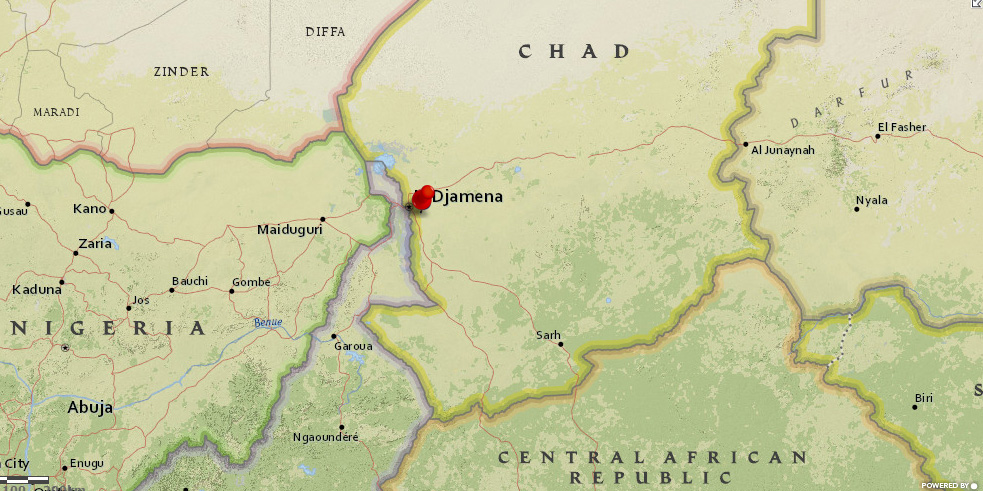 DIFFA
CHAD
ZINDER
DARFUR
MARADI
El Fasher
Al Junaynah
Djamena
Nyala
Kano
Maiduguri
Zaria
Bauchi
Gombe
Kaduna
Jos
NIGERIA
Benue
Sarh
Garoua
Biri
Abuja
Ngaoundéré
CENTRAL AFRICAN
REPUBLIC
City
Enugu
POWERED BY